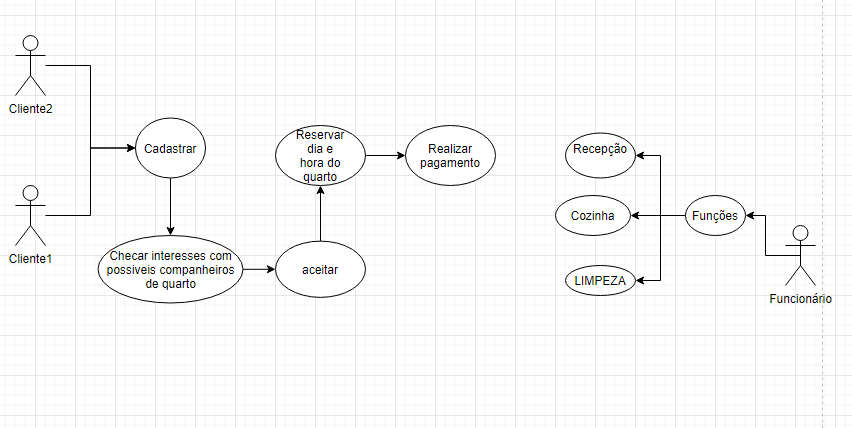 Cliente2
Cadastrar
Cliente1
Checar interesses com
possiveis companheiros
de quarto
aceitar
Reservar
dia e
hora do
quarto
Realizar
pagamento
Recepção
Cozinha
LIMPEZA
Funções
Funcionário